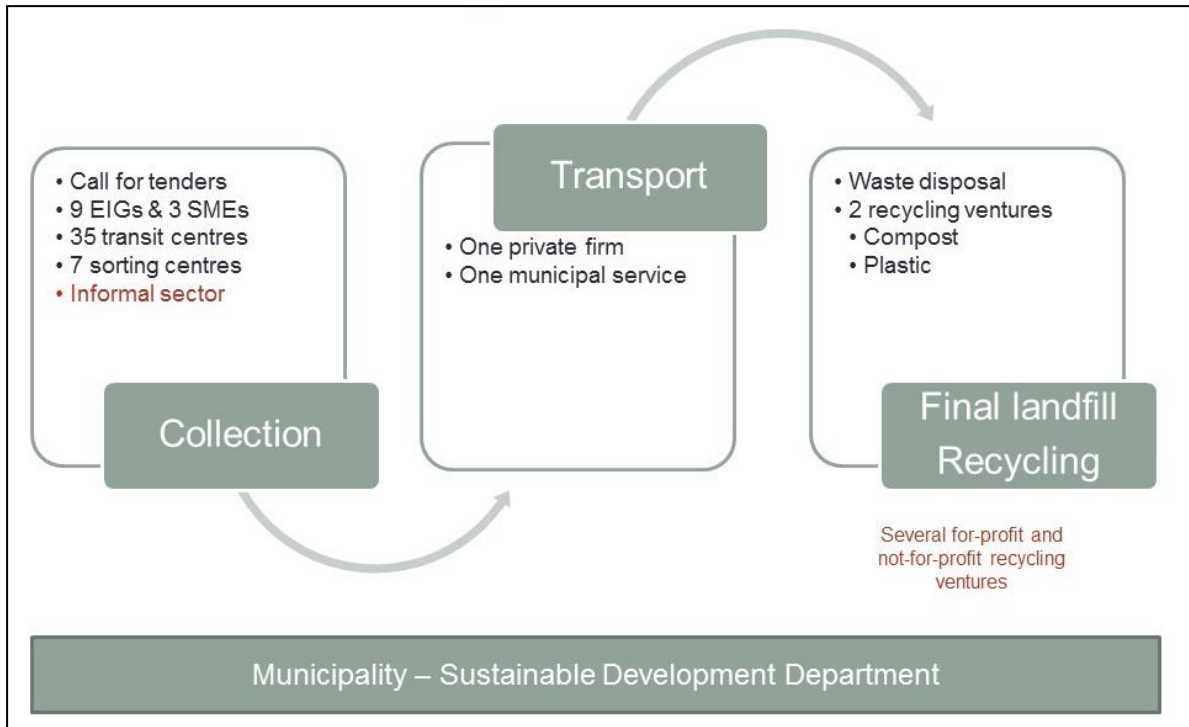 • Call for tenders
• 9 EIGs & 3 SMEs
• 35 transit centres
• 7 sorting centres
• Informal sector
Collection
Transport
• One private firm
• One municipal service
• Waste disposal
• 2 recycling ventures
• Compost
• Plastic
Final landfill
Recycling
Several for-profit and
not-for-profit recycling
ventures
Municipality – Sustainable Development Department